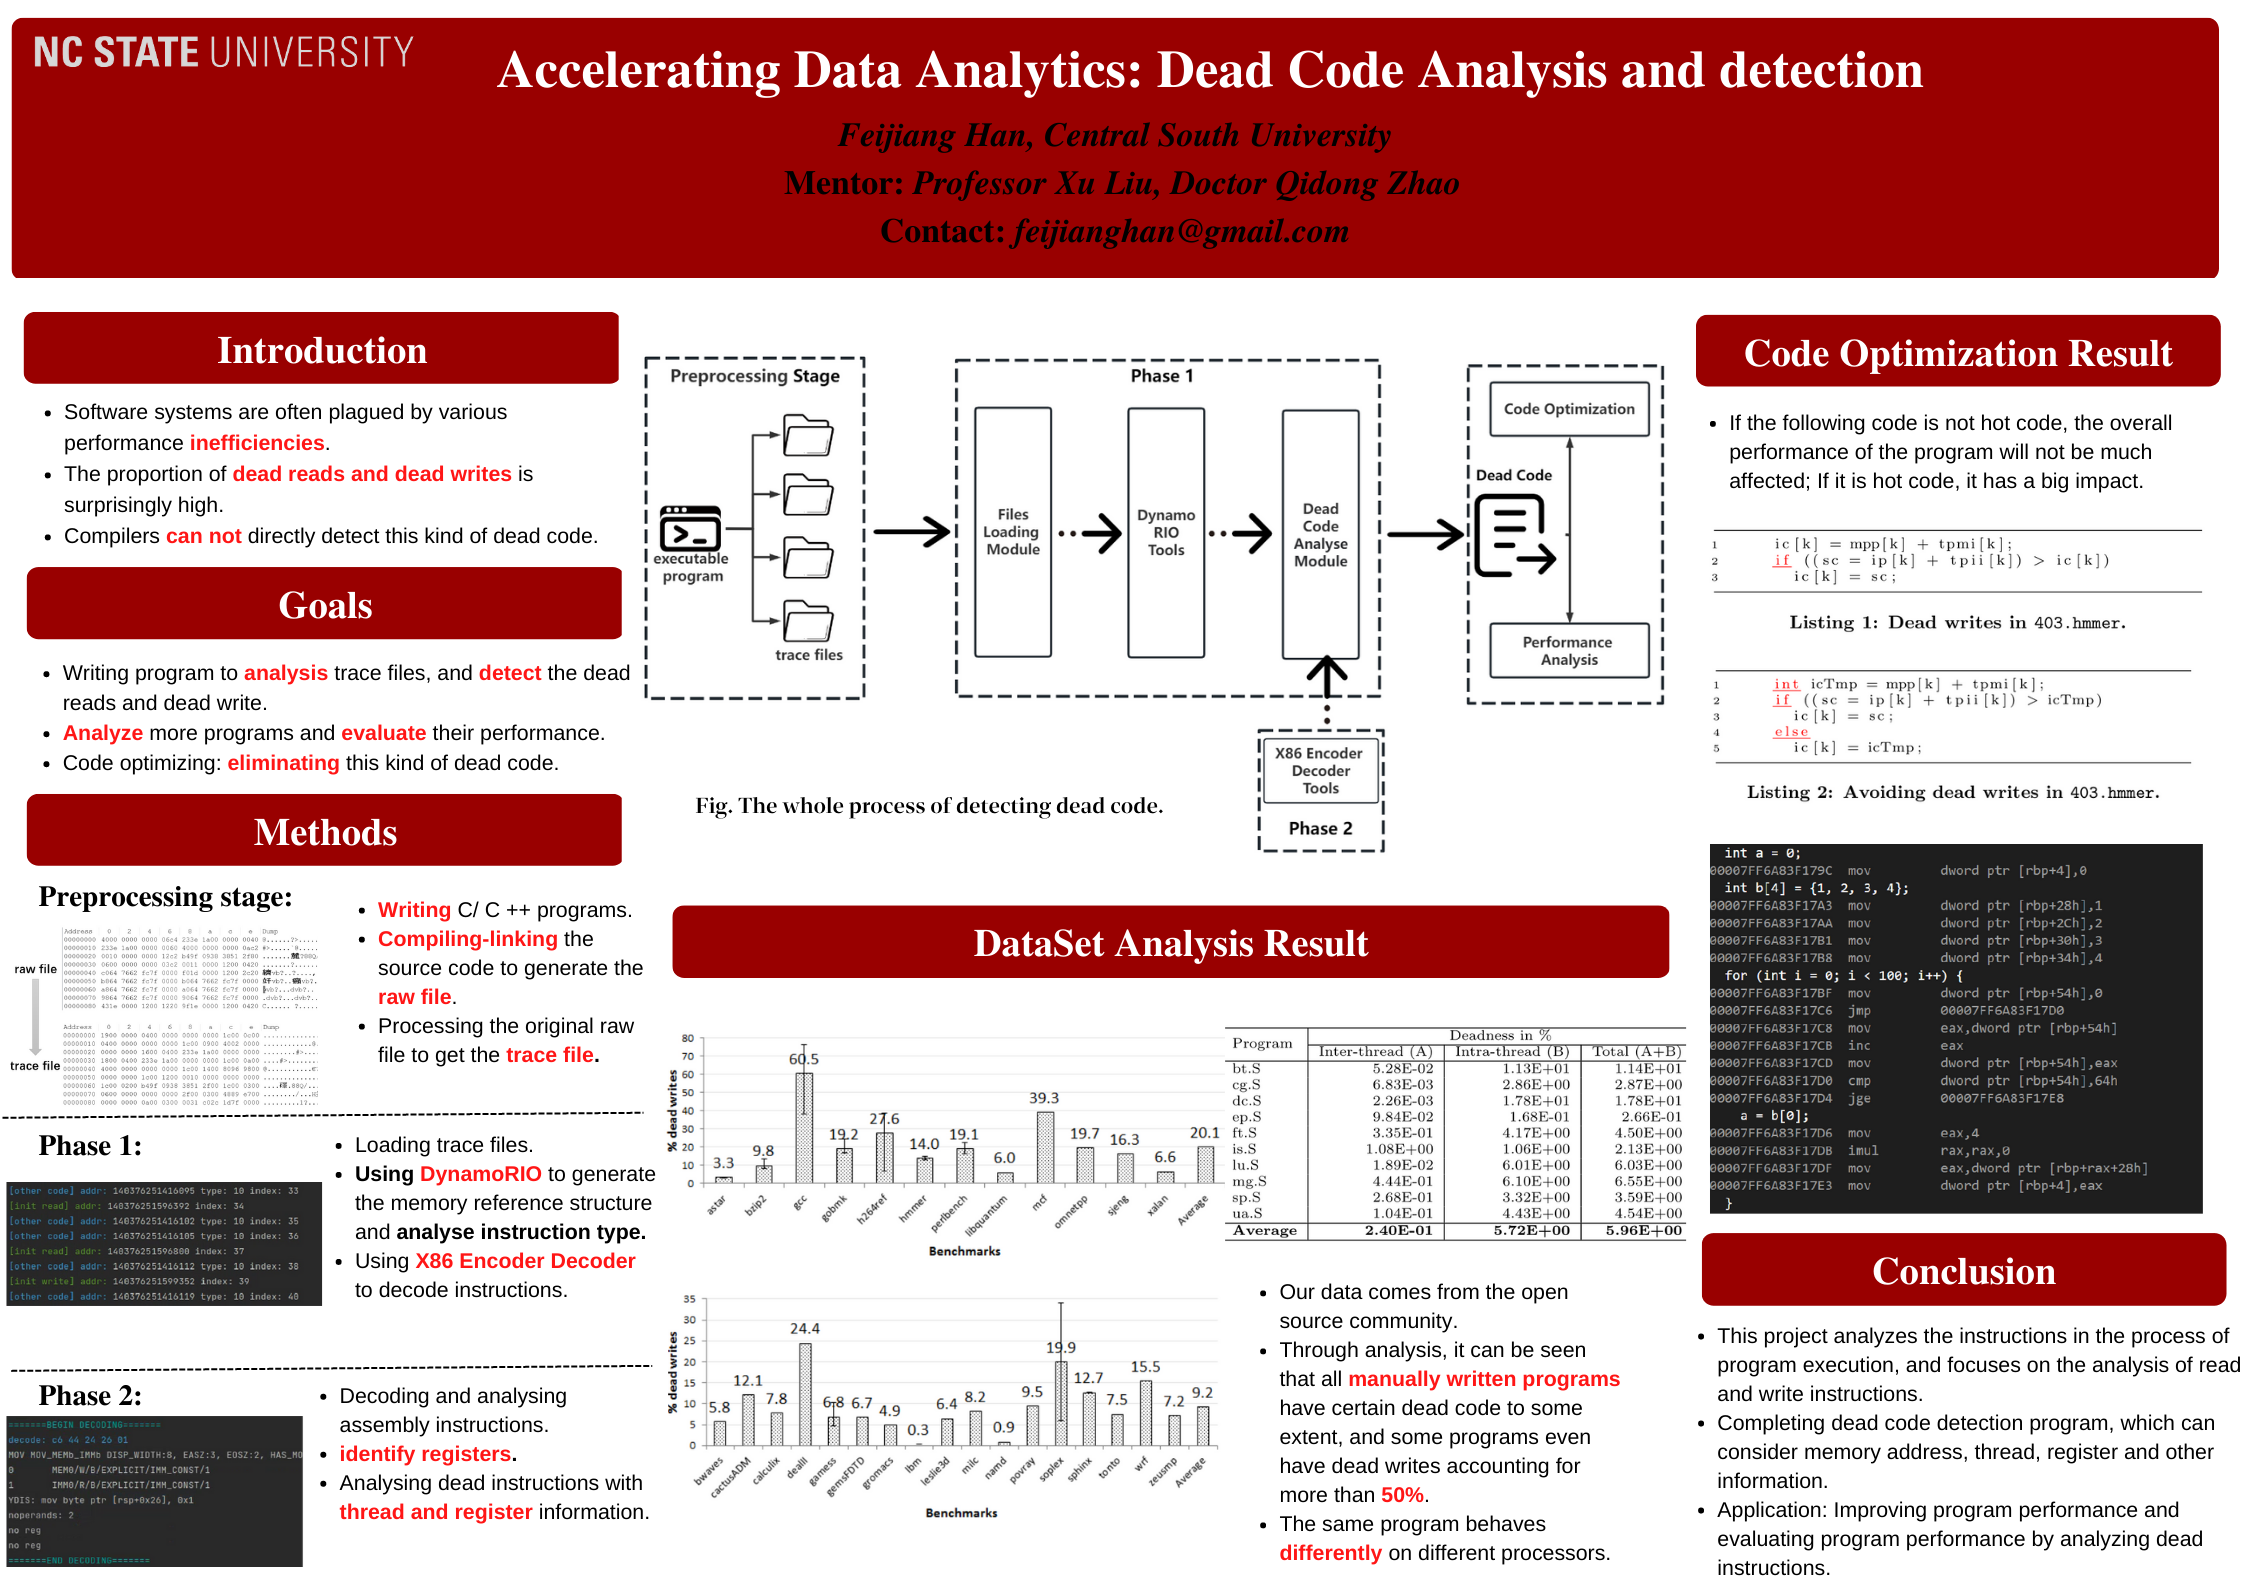 NC STATE UNIVERSITY
Accelerating Data Analytics: Dead Code Analysis and detection
Feijiang Han, Central South University
Mentor: Professor Xu Liu, Doctor Qidong Zhao
Contact: feijianghan@gmail.com
Introduction
• Software systems are often plagued by various
performance inefficiencies.
• The proportion of dead reads and dead writes is
surprisingly high.
• Compilers can not directly detect this kind of dead code.
Goals
• Writing program to analysis trace files, and detect the dead
reads and dead write.
• Analyze more programs and evaluate their performance.
• Code optimizing: eliminating this kind of dead code.
Methods
Preprocessing stage:
raw file
trace file
• Writing C/ C ++ programs.
• Compiling-linking the
source code to generate the
raw file.
• Processing the original raw
file to get the trace file.
Phase 1:
[other code] addr: 140376251416095 type: 10 index: 33
[init read] addr: 140376251596392 index: 34
[other code] addr: 140376251416102 type: 10 index: 35
[other code] addr: 140376251416105 type: 10 index: 36
[init read] addr: 140376251596800 index: 37
[other code] addr: 140376251416112 type: 10 index: 38
[init write] addr: 140376251599352 index: 39
[other code] addr: 140376251416119 type: 10 index: 40
• Loading trace files.
• Using DynamoRIO to generate
the memory reference structure
and analyse instruction type.
• Using X86 Encoder Decoder
to decode instructions.
Phase 2:
=======BEGIN DECODING=======
decode: c6 44 24 26 01
MOV MOV_MEMb_IMMb DISP_WIDTH:8, EASZ:3, EOSZ:2, HAS_MO
0 MEM0/W/B/EXPLICIT/IMM_CONST/1
1 IMM0/R/B/EXPLICIT/IMM_CONST/1
YDIS: mov byte ptr [rsp+0x26], 0x1
noperands: 2
no reg
no reg
=======END DECODING=======
• Decoding and analysing
assembly instructions.
• identify registers.
• Analysing dead instructions with
thread and register information.
Preprocessing Stage
executable
program
trace files
Phase 1
Files
Loading
Module
Dynamo
RIO
Tools
Dead
Code
Analyse
Module
X86 Encoder
Decoder
Tools
Phase 2
Code Optimization
Dead Code
Performance
Analysis
Fig. The whole process of detecting dead code.
DataSet Analysis Result
% dead writes
80
70
60
50
40
30
20
10
0
3.3 9.8 60.5 19.2 27.6 14.0 19.1 6.0 39.3 19.7 16.3 6.6 20.1
astar bzip2 gcc gobmk h264ref hmmer perlbench libquantum mcf omnetpp sjeng xalan Average
Benchmarks
Program Deadness in %
Inter-thread (A) Intra-thread (B) Total (A+B)
bt.S 5.28E-02 1.13E+01 1.14E+01
cg.S 6.83E-03 2.86E+00 2.87E+00
dc.S 2.26E-03 1.78E+01 1.78E+01
ep.S 9.84E-02 1.68E-01 2.66E-01
ft.S 3.35E-01 4.17E+00 4.50E+00
is.S 1.08E+00 1.06E+00 2.13E+00
lu.S 1.89E-02 6.01E+00 6.03E+00
mg.S 4.44E-01 6.10E+00 6.55E+00
sp.S 2.68E-01 3.32E+00 3.59E+00
ua.S 1.04E-01 4.43E+00 4.54E+00
Average 2.40E-01 5.72E+00 5.96E+00
% dead writes
35
30
25
20
15
10
5
0
5.8 12.1 7.8 24.4 6.8 6.7 4.9 0.3 6.4 8.2 0.9 9.5 19.9 12.7 7.5 15.5 7.2 9.2
bwaves cactusADM calculix dealII gamess gemsFDTD gromacs lbm leslie3d milc namd povray soplex sphinx tonto wrf zeusmp Average
Benchmarks
• Our data comes from the open
source community.
• Through analysis, it can be seen
that all manually written programs
have certain dead code to some
extent, and some programs even
have dead writes accounting for
more than 50%.
• The same program behaves
differently on different processors.
Code Optimization Result
• If the following code is not hot code, the overall
performance of the program will not be much
affected; If it is hot code, it has a big impact.
1 ic[k] = mpp[k] + tpmi[k];
2 if ((sc = ip[k] + tpii[k]) > ic[k])
3 ic[k] = sc;
Listing 1: Dead writes in 403.hmmer.
1 int icTmp = mpp[k] + tpmi[k];
2 if ((sc = ip[k] + tpii[k]) > icTmp)
3 ic[k] = sc;
4 else
5 ic[k] = icTmp;
Listing 2: Avoiding dead writes in 403.hmmer.
int a = 0;
00007FF6A83F179C mov dword ptr [rbp+4],0
int b[4] = {1, 2, 3, 4};
00007FF6A83F17A3 mov dword ptr [rbp+28h],1
00007FF6A83F17AA mov dword ptr [rbp+2Ch],2
00007FF6A83F17B1 mov dword ptr [rbp+30h],3
00007FF6A83F17B8 mov dword ptr [rbp+34h],4
for (int i = 0; i < 100; i++) {
00007FF6A83F17BF mov dword ptr [rbp+54h],0
00007FF6A83F17C6 jmp 00007FF6A83F17D0
00007FF6A83F17C8 mov eax,dword ptr [rbp+54h]
00007FF6A83F17CB inc eax
00007FF6A83F17CD mov dword ptr [rbp+54h],eax
00007FF6A83F17D0 cmp dword ptr [rbp+54h],64h
00007FF6A83F17D4 jge 00007FF6A83F17E8
a = b[0];
00007FF6A83F17D6 mov eax,4
00007FF6A83F17DB imul rax,rax,0
00007FF6A83F17DF mov eax,dword ptr [rbp+rax+28h]
00007FF6A83F17E3 mov dword ptr [rbp+4],eax
}
Conclusion
• This project analyzes the instructions in the process of
program execution, and focuses on the analysis of read
and write instructions.
• Completing dead code detection program, which can
consider memory address, thread, register and other
information.
• Application: Improving program performance and
evaluating program performance by analyzing dead
instructions.